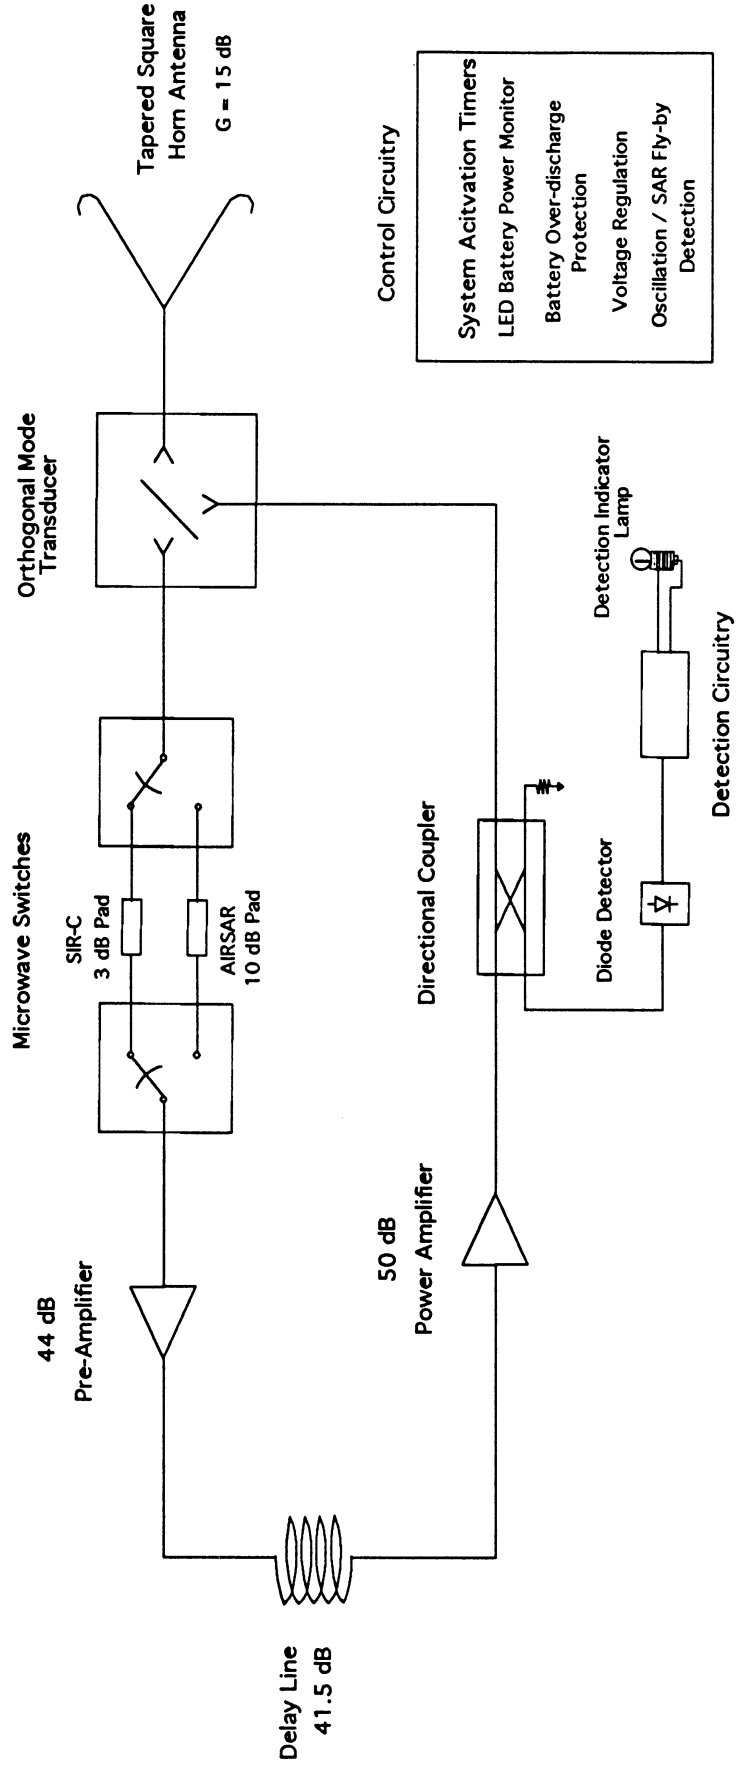 Tapered Square
Horn Antenna
G = 15 dB
Orthogonal Mode
Transducer
Microwave Switches
SIR-C
3 dB Pad
AIRSAR
10 dB Pad
44 dB
Pre-Amplifier
Delay Line
41.5 dB
50 dB
Power Amplifier
Directional Coupler
Diode Detector
Detection Circuitry
Detection Indicator
Lamp
Control Circuitry
System Acitvation Timers
LED Battery Power Monitor
Battery Over-discharge
Protection
Voltage Regulation
Oscillation / SAR Fly-by
Detection